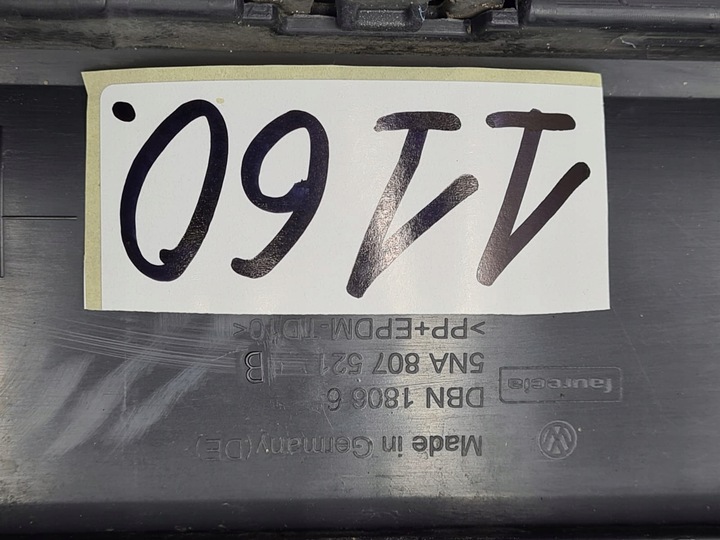 Made in Germany(DE)
DBN 1806 6
faurecia
5NA 807 521 B
>PP+EPDM-TD10<
1160.